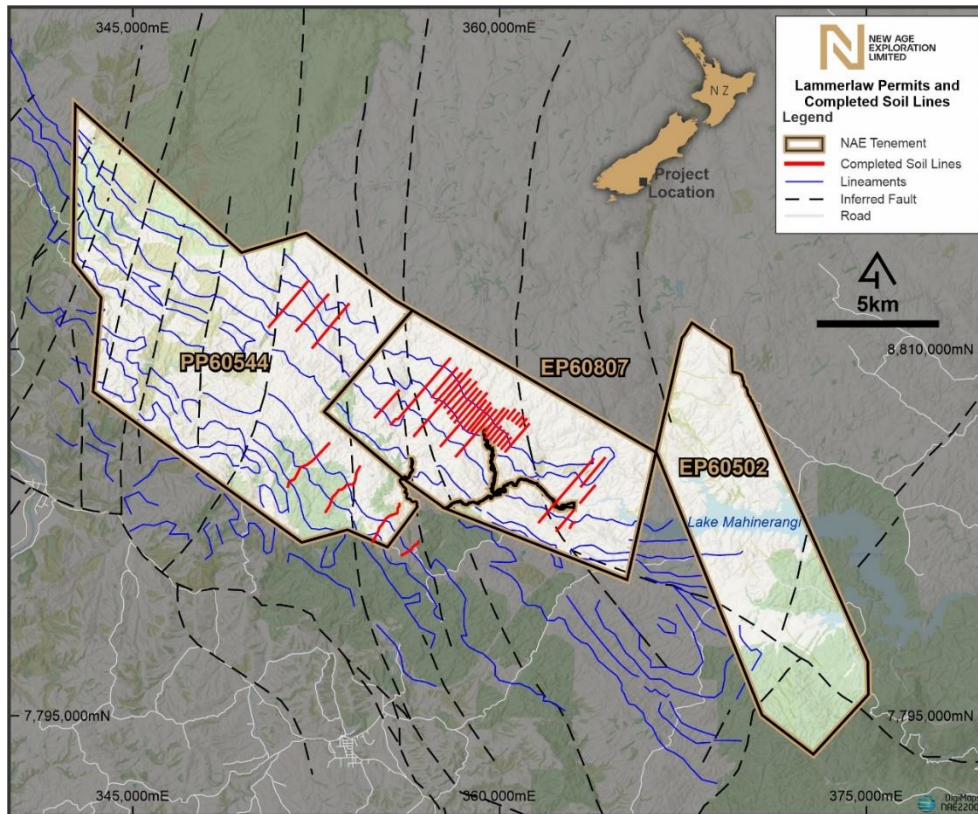 345,000mE
360,000mE
NEW AGE
EXPLORATION
LIMITED
Lammerlaw Permits and
Completed Soil Lines
Legend
NAE Tenement
Completed Soil Lines
Lineaments
Inferred Fault
Road
N Z
Project
Location
5km
8,810,000mN
PP60544
EP60807
EP60502
Lake Mahinerangi
7,795,000mN
7,795,000mN
345,000mE
360,000mE
375,000mE
DigiMaps
NAE2200